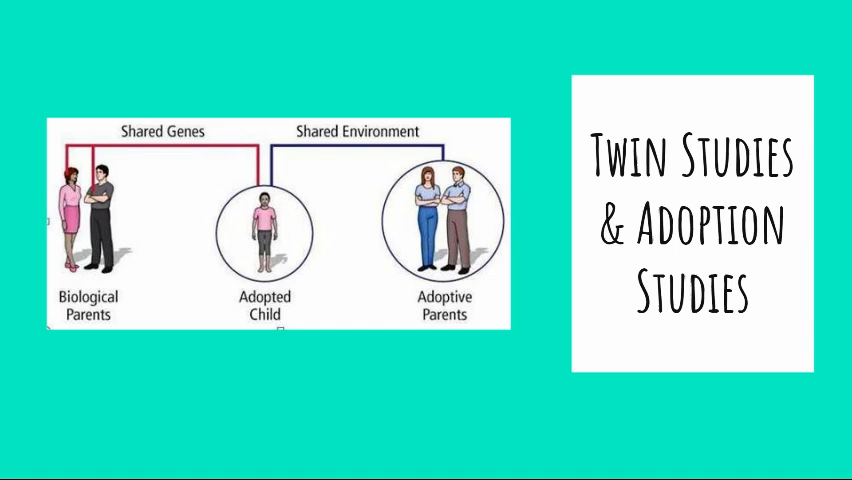 Shared Genes
Shared Environment
Biological
Parents
Adopted
Child
Adoptive
Parents
Twin Studies
& Adoption
Studies